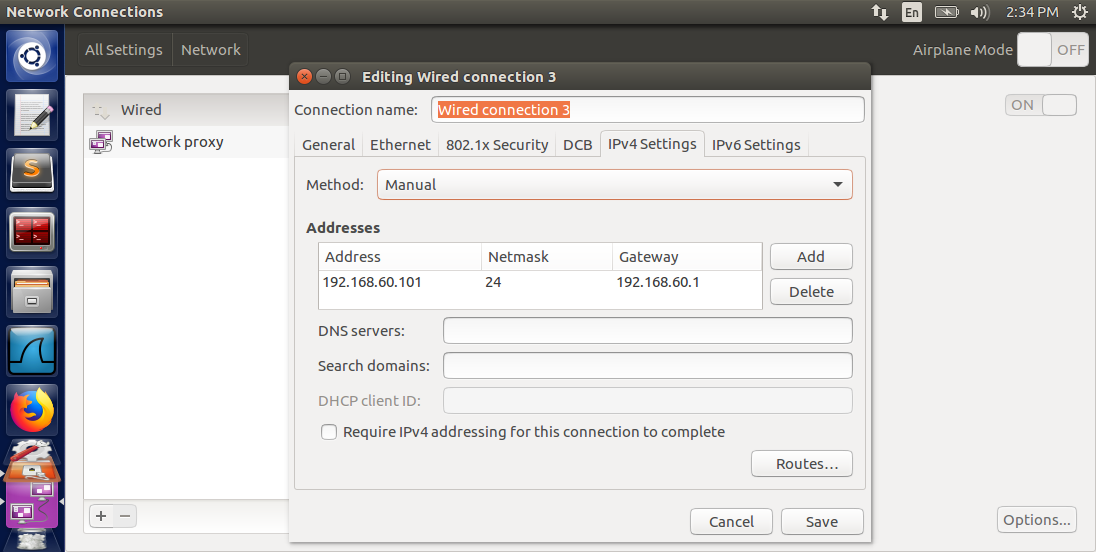 Network Connections
En
2:34 PM
All Settings
Network
Airplane Mode
OFF
Editing Wired connection 3
Wired
Network proxy
ON
Connection name:
Wired connection 3
General
Ethernet
802.1x Security
DCB
IPv4 Settings
IPv6 Settings
Method:
Manual
Addresses
Address
Netmask
Gateway
192.168.60.101
24
192.168.60.1
Add
Delete
DNS servers:
Search domains:
DHCP client ID:
Require IPv4 addressing for this connection to complete
Routes…
Cancel
Save
Options...